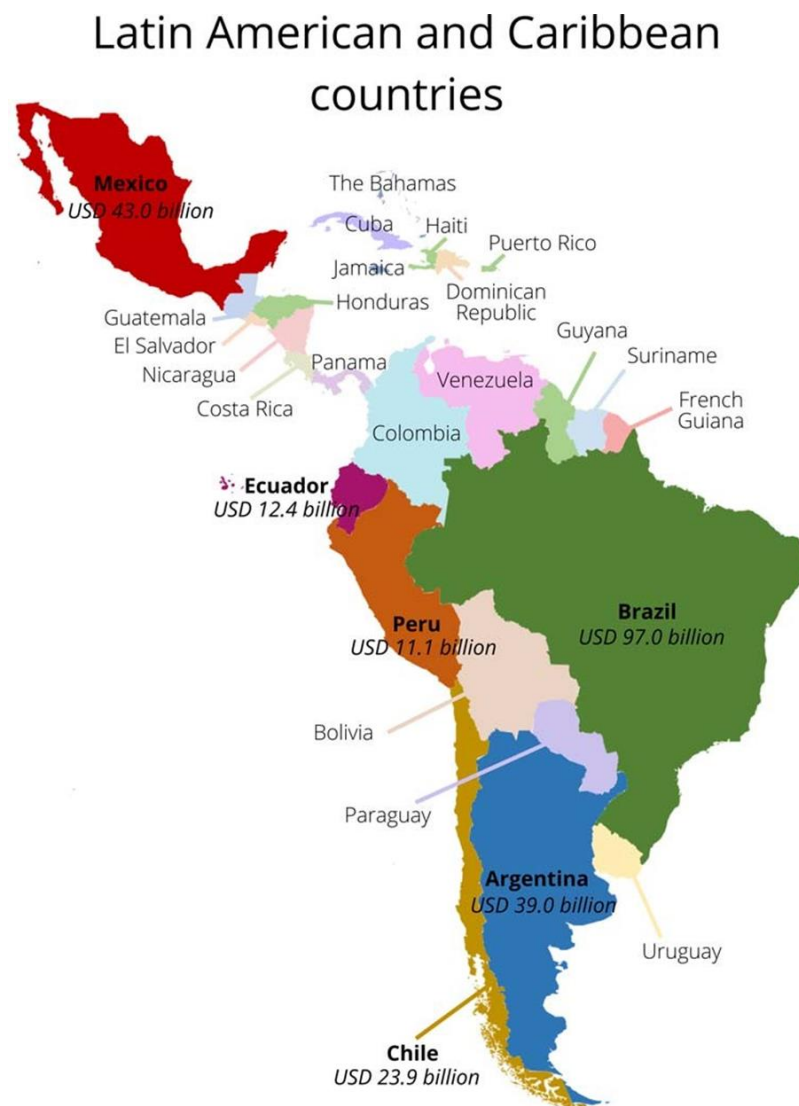 Latin American and Caribbean
countries
Mexico
USD 43.0 billion
The Bahamas
Cuba
Haiti
Puerto Rico
Jamaica
Dominican
Republic
Honduras
Guatemala
El Salvador
Nicaragua
Costa Rica
Panama
Guyana
Suriname
French
Guiana
Venezuela
Colombia
Ecuador
USD 12.4 billion
Peru
USD 11.1 billion
Brazil
USD 97.0 billion
Bolivia
Paraguay
Argentina
USD 39.0 billion
Uruguay
Chile
USD 23.9 billion